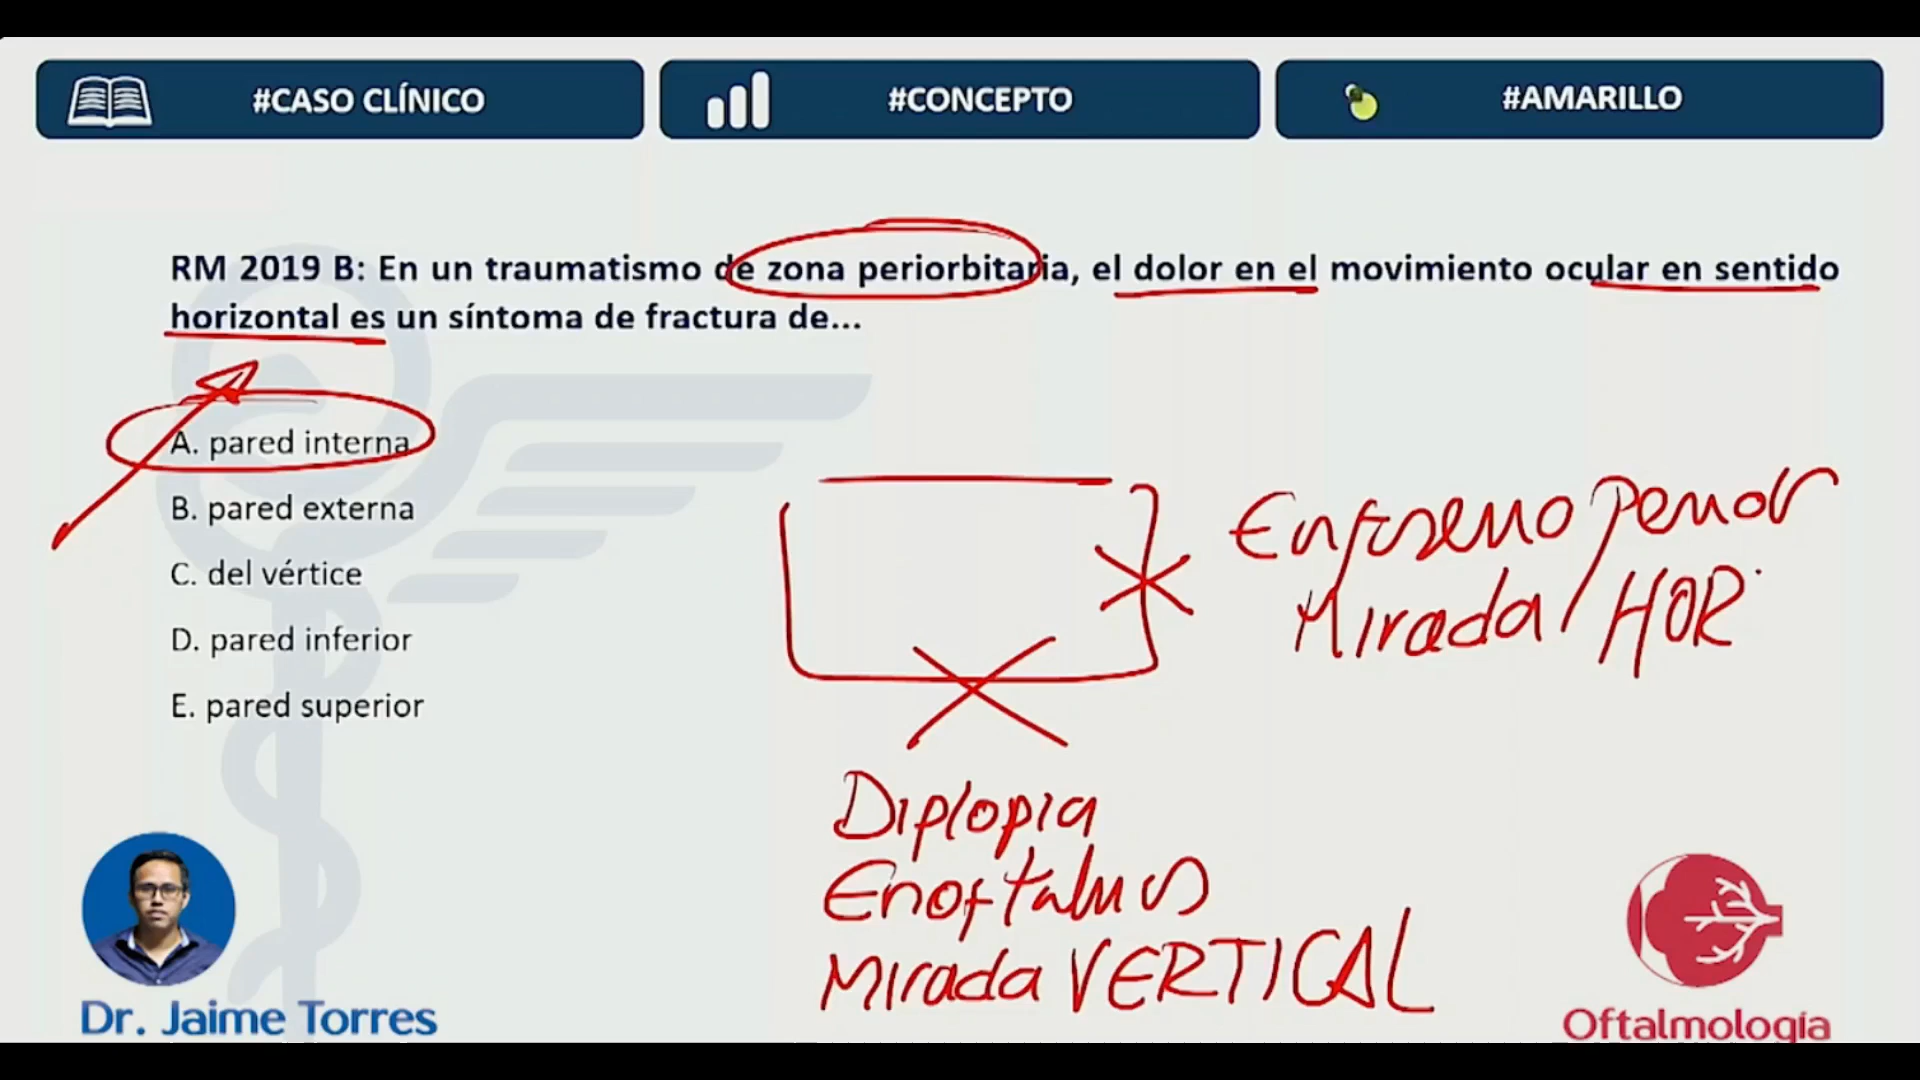 #CASO CLÍNICO
#CONCEPTO
#AMARILLO
RM 2019 B: En un traumatismo de zona periorbitaria, el dolor en el movimiento ocular en sentido
horizontal es un síntoma de fractura de...
A. pared interna
B. pared externa
C. del vértice
D. pared inferior
E. pared superior
Mirada / HOR
Diplopia
Enoftalmos
Mirada VERTICAL
Dr. Jaime Torres
Oftalmología